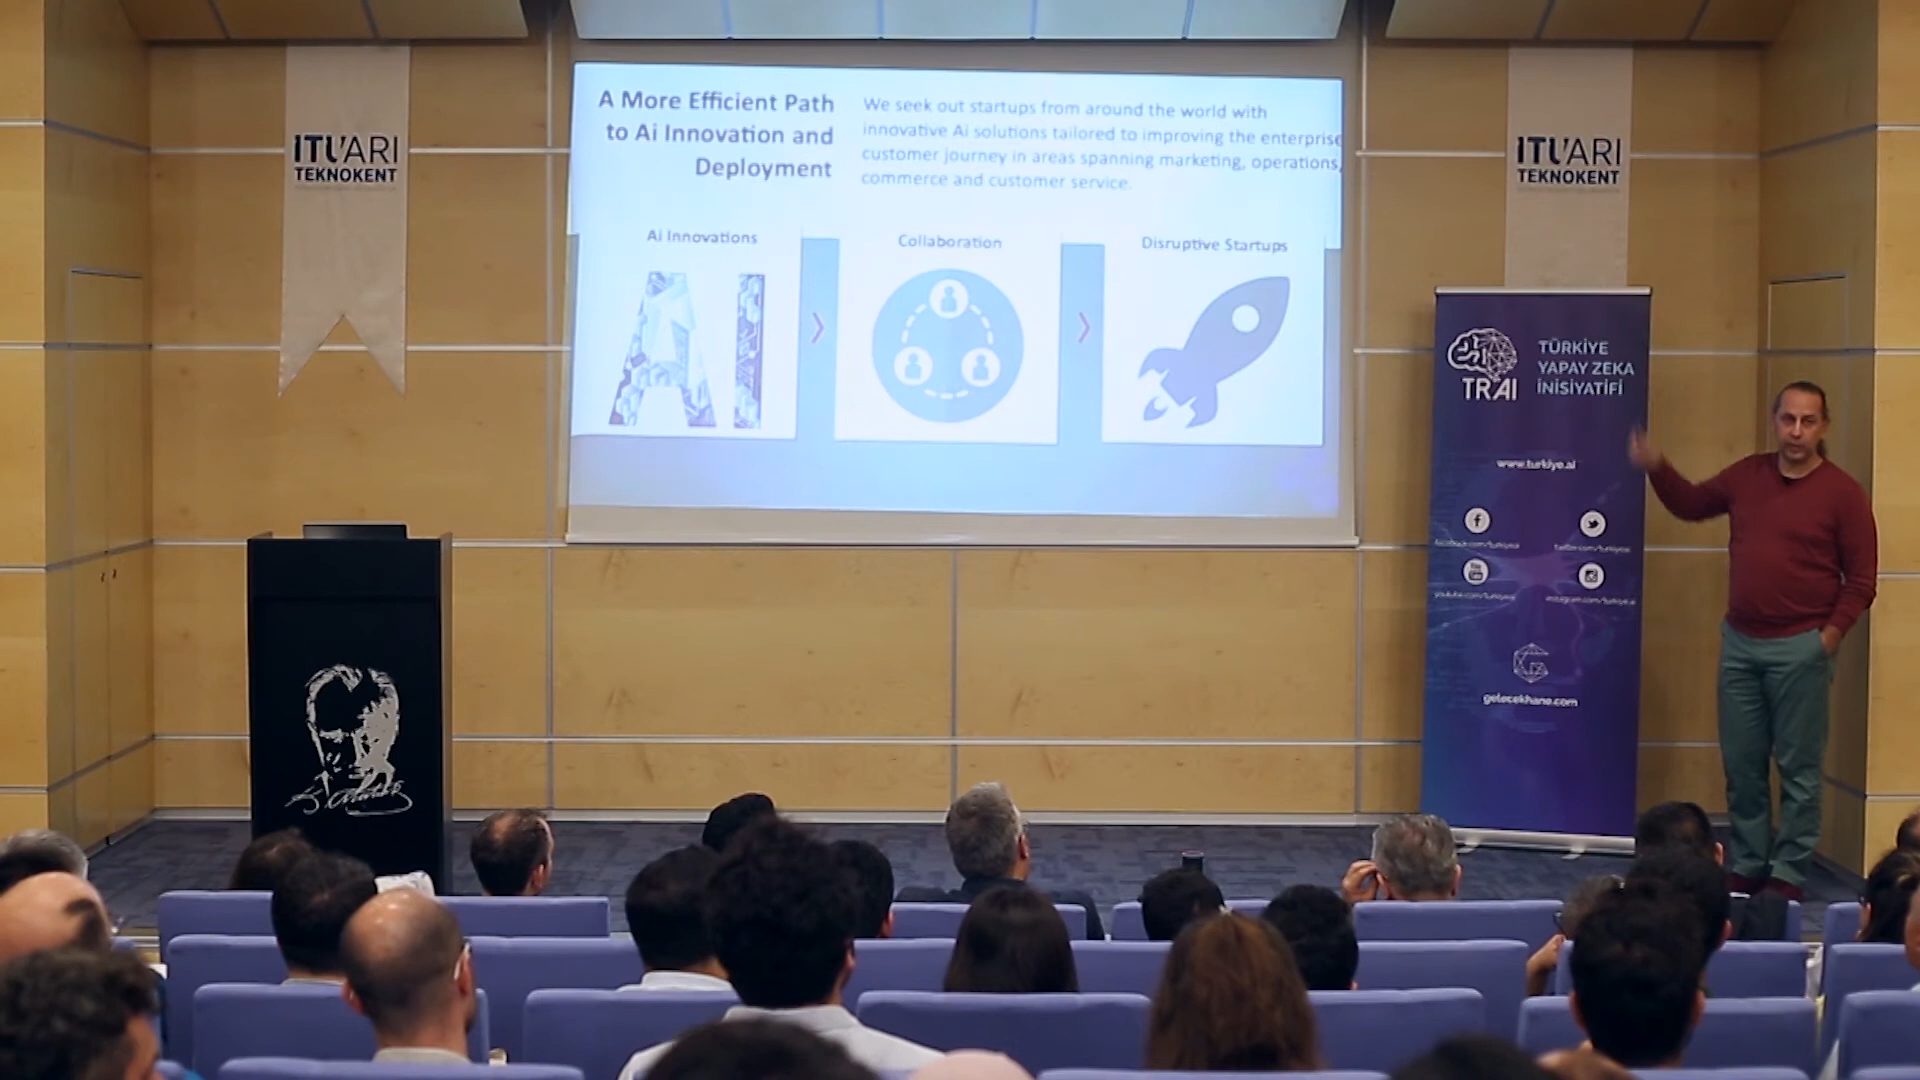 ITU ARI
TEKNOKENT
A More Efficient Path
to Ai Innovation and
Deployment
We seek out startups from around the world with
innovative Ai solutions tailored to improving the enterprise
customer journey in areas spanning marketing, operations,
commerce and customer service.
Ai Innovations
Collaboration
Disruptive Startups
AI
ITU ARI
TEKNOKENT
TRAI
TÜRKİYE
YAPAY ZEKA
İNİSİYATİFİ
www.turkiye.ai
gelecekhane.com